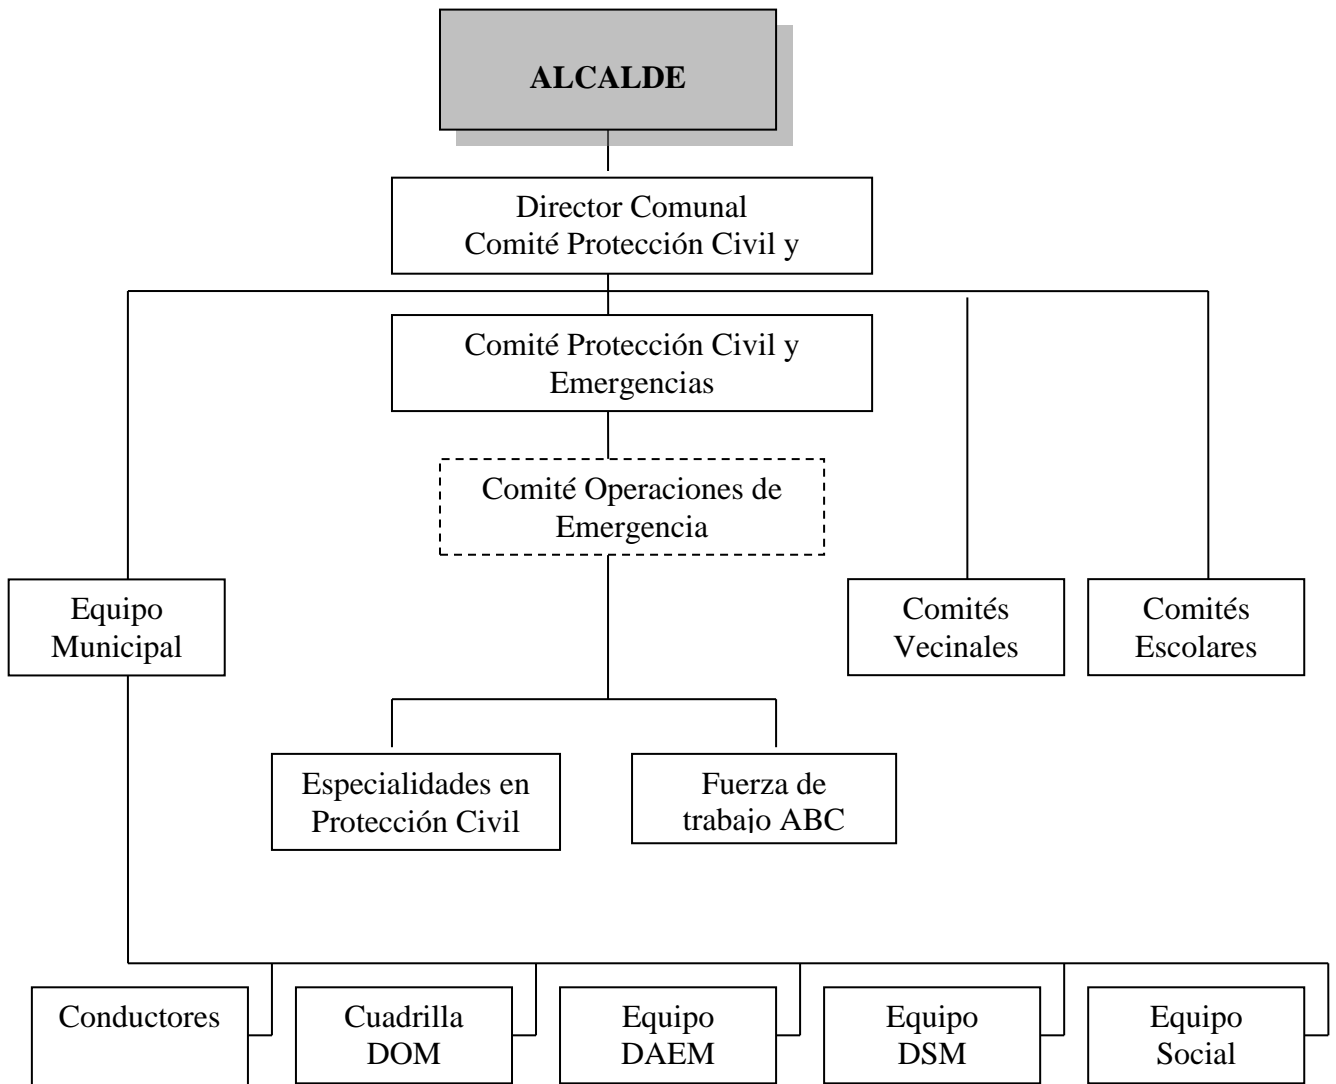 ALCALDE
Director Comunal
Comité Protección Civil y
Comité Protección Civil y
Emergencias
Comité Operaciones de
Emergencia
Equipo
Municipal
Comités
Vecinales
Comités
Escolares
Especialidades en
Protección Civil
Fuerza de
trabajo ABC
Conductores
Cuadrilla
DOM
Equipo
DAEM
Equipo
DSM
Equipo
Social